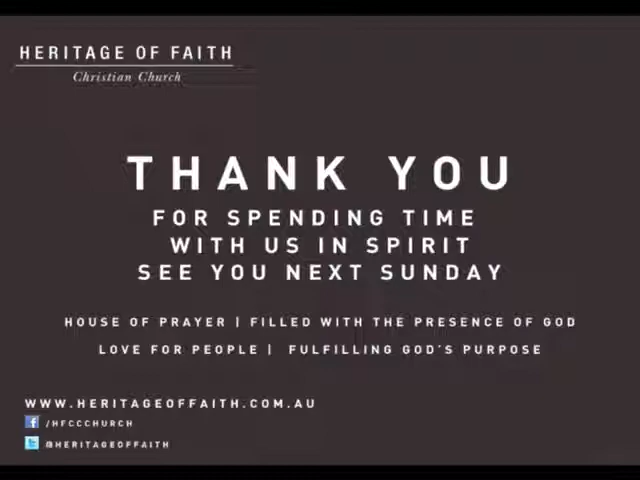 HERITAGE OF FAITH
Christian Church
THANK YOU
FOR SPENDING TIME
WITH US IN SPIRIT
SEE YOU NEXT SUNDAY
HOUSE OF PRAYER | FILLED WITH THE PRESENCE OF GOD
LOVE FOR PEOPLE | FULFILLING GOD'S PURPOSE
WWW.HERITAGEOFFAITH.COM.AU
f /HFCCCHURCH
t @HERITAGEOFFAITH